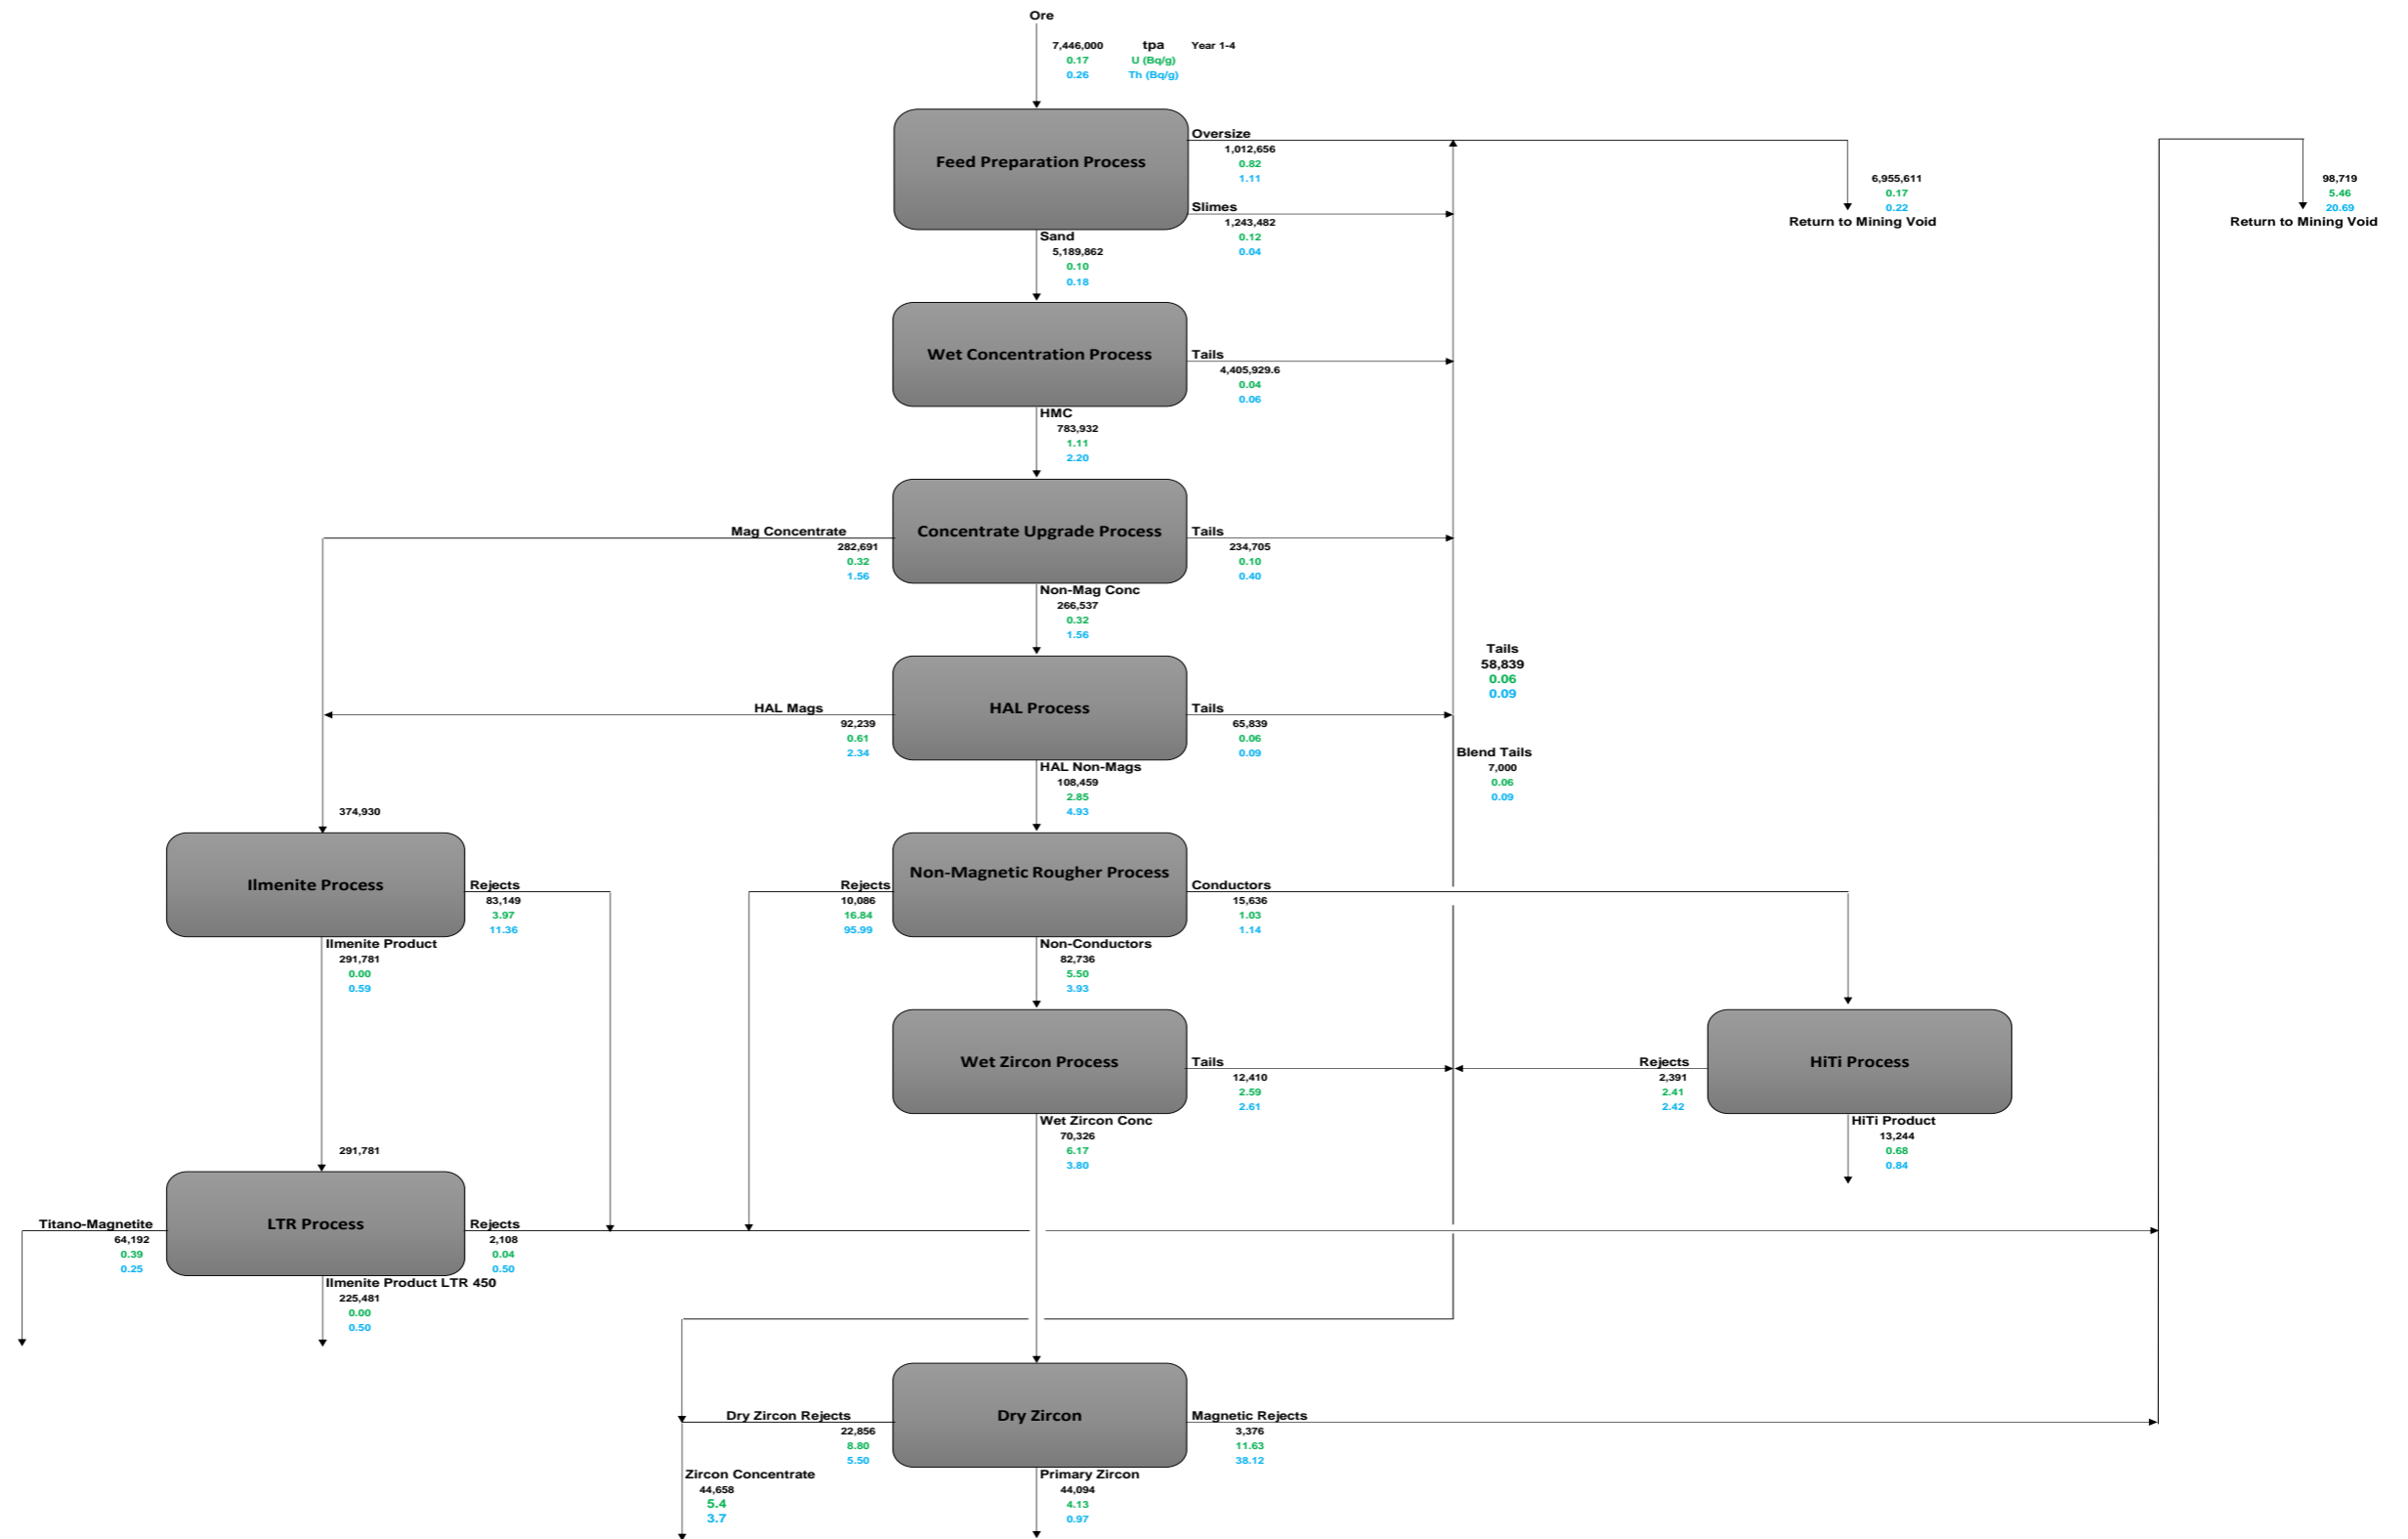 Ore
7,446,000 tpa Year 1-4
0.17 U (Bq/g)
0.26 Th (Bq/g)
Feed Preparation Process
Oversize
1,012,656
0.82
1.11
6,955,611
0.17
0.22
Return to Mining Void
98,719
5.46
20.69
Return to Mining Void
Slimes
1,243,482
0.12
0.04
Sand
5,189,862
0.10
0.18
Wet Concentration Process
Tails
4,405,929.6
0.04
0.06
HMC
783,932
1.11
2.20
Concentrate Upgrade Process
Mag Concentrate
282,691
0.32
1.56
Tails
234,705
0.10
0.40
Non-Mag Conc
266,537
0.32
1.56
Tails
58,839
0.06
0.09
HAL Process
HAL Mags
92,239
0.61
2.34
Tails
65,839
0.06
0.09
Blend Tails
7,000
0.06
0.09
HAL Non-Mags
108,459
2.85
4.93
374,930
Ilmenite Process
Rejects
83,149
3.97
11.36
Non-Magnetic Rougher Process
Rejects
10,086
16.84
95.99
Conductors
15,636
1.03
1.14
Ilmenite Product
291,781
0.00
0.59
Non-Conductors
82,736
5.50
3.93
Wet Zircon Process
Tails
12,410
2.59
2.61
Rejects
2,391
2.41
2.42
HiTi Process
Wet Zircon Conc
70,326
6.17
3.80
HiTi Product
13,244
0.68
0.84
291,781
LTR Process
Titano-Magnetite
64,192
0.39
0.25
Rejects
2,108
0.04
0.50
Ilmenite Product LTR 450
225,481
0.00
0.50
Dry Zircon
Dry Zircon Rejects
22,856
8.80
5.50
Magnetic Rejects
3,376
11.63
38.12
Zircon Concentrate
44,658
5.4
3.7
Primary Zircon
44,094
4.13
0.97